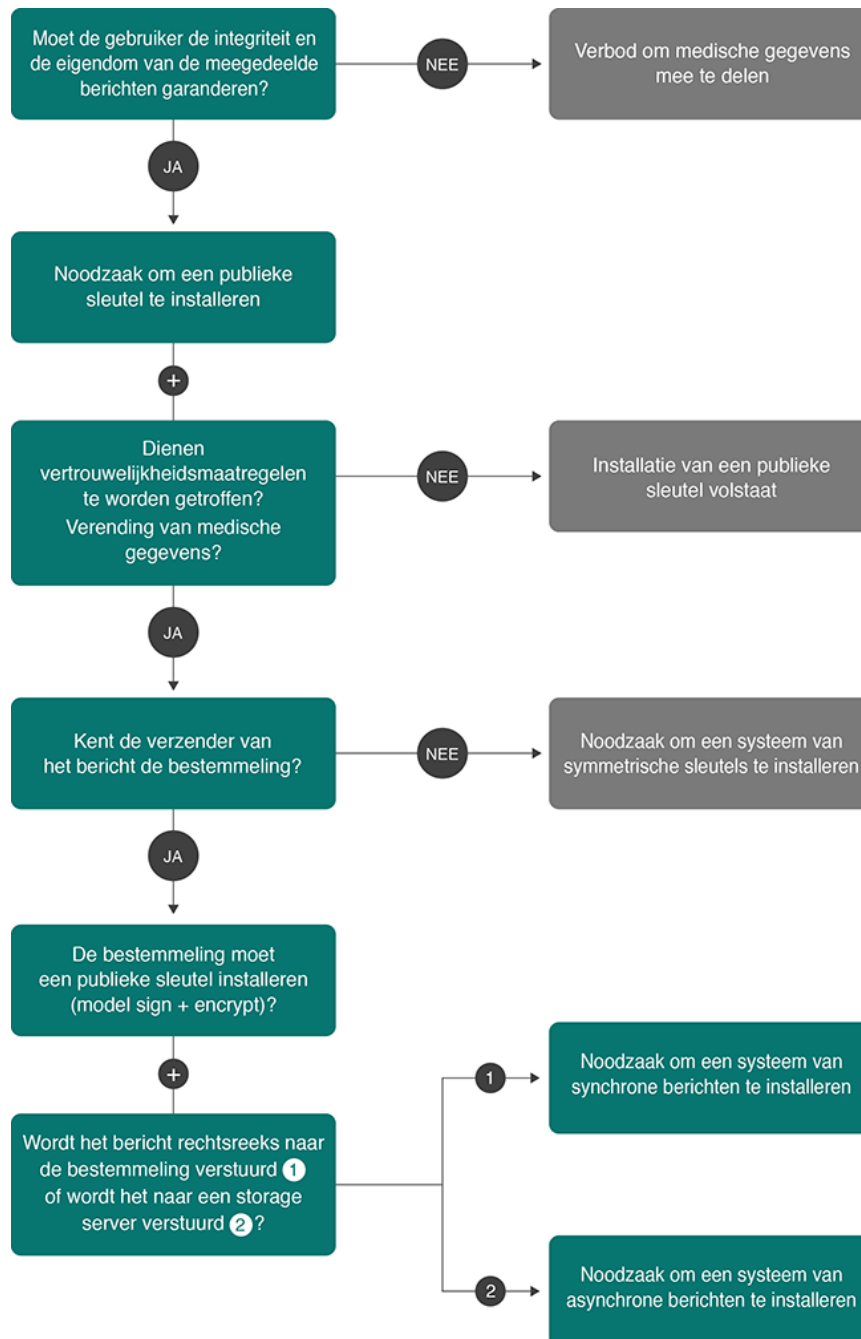 Moet de gebruiker de integriteit en
de eigendom van de meegedeelde
berichten garanderen?
NEE
Verbod om medische gegevens
mee te delen
JA
Noodzaak om een publieke
sleutel te installeren
+
Dienen
vertrouwelijkheidsmaatregelen
te worden getroffen?
Verending van medische
gegevens?
NEE
Installatie van een publieke
sleutel volstaat
JA
Kent de verzender van
het bericht de bestemmeling?
NEE
Noodzaak om een systeem van
symmetrische sleutels te installeren
JA
De bestemmeling moet
een publieke sleutel installeren
(model sign + encrypt)?
+
1
Noodzaak om een systeem van
synchrone berichten te installeren
Wordt het bericht rechtsreeks naar
de bestemmeling verstuurd 1
of wordt het naar een storage
server verstuurd 2?
2
Noodzaak om een systeem van
asynchrone berichten te installeren